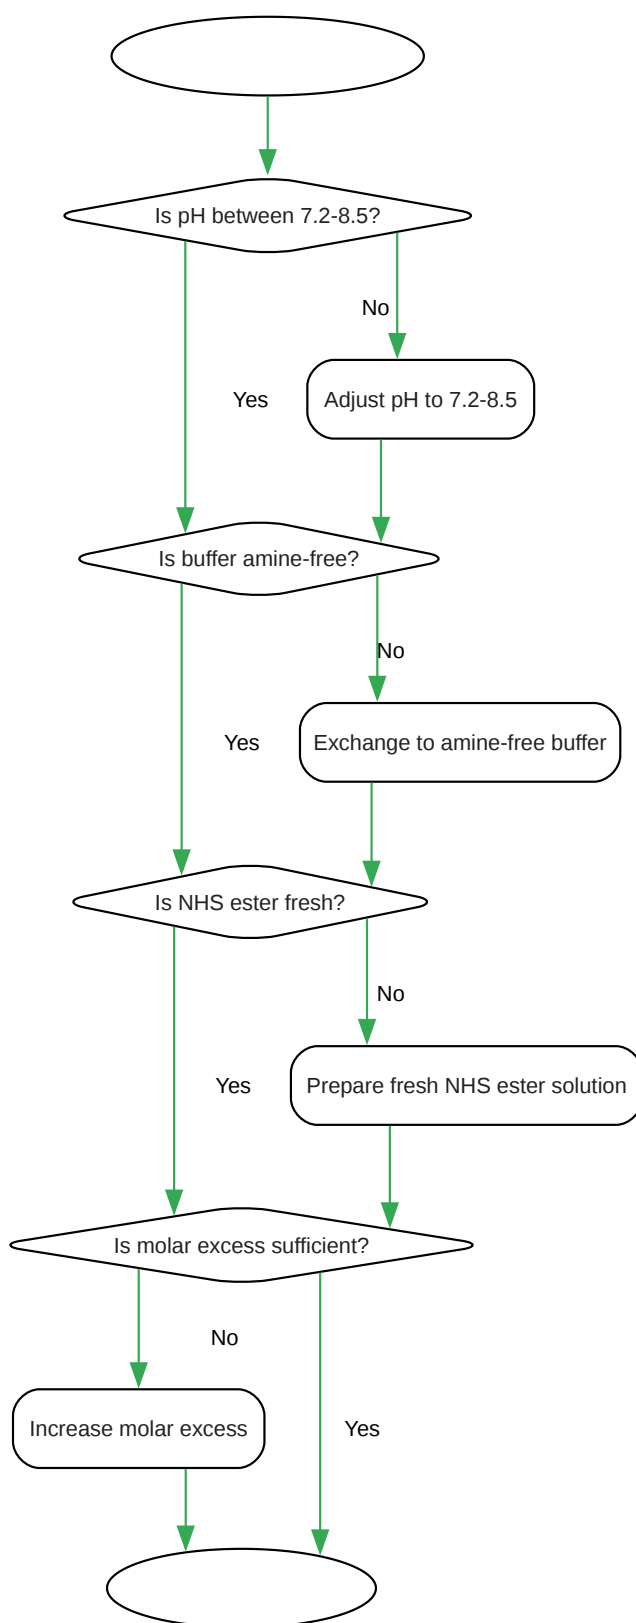 Is pH between 7.2-8.5?
No
Yes
Adjust pH to 7.2-8.5
Is buffer amine-free?
No
Yes
Exchange to amine-free buffer
Is NHS ester fresh?
No
Yes
Prepare fresh NHS ester solution
Is molar excess sufficient?
No
Increase molar excess
Yes